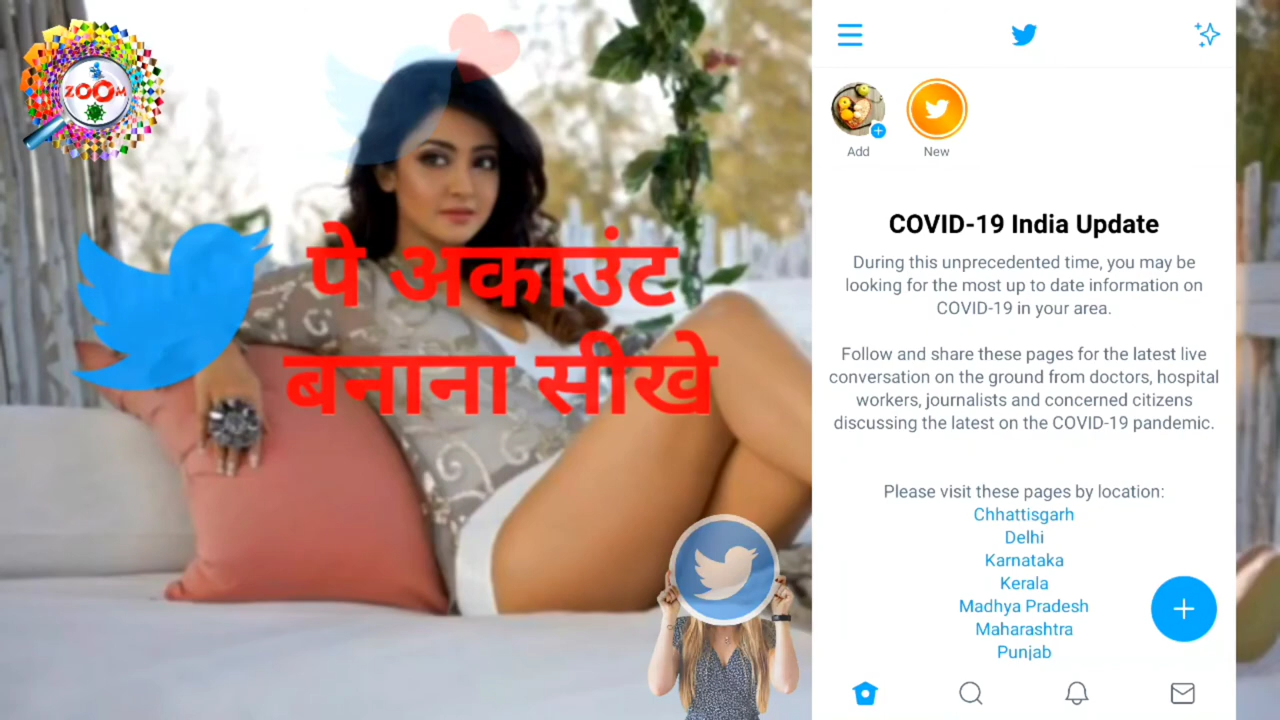 ZOOM
पे अकाउंट
बनाना सीखे
Add
New
COVID-19 India Update
During this unprecedented time, you may be
looking for the most up to date information on
COVID-19 in your area.
Follow and share these pages for the latest live
conversation on the ground from doctors, hospital
workers, journalists and concerned citizens
discussing the latest on the COVID-19 pandemic.
Please visit these pages by location:
Chhattisgarh
Delhi
Karnataka
Kerala
Madhya Pradesh
Maharashtra
Punjab